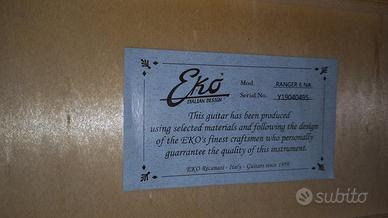 Eko
ITALIAN DESIGN
Mod. RANGER 6 NA
Serial No. Y19040495
This guitar has been produced
using selected materials and following the design
of the EKO's finest craftsmen who personally
guarrantee the quality of this instrument.
EKO Recanati - Italy - Guitars since 1959
subito